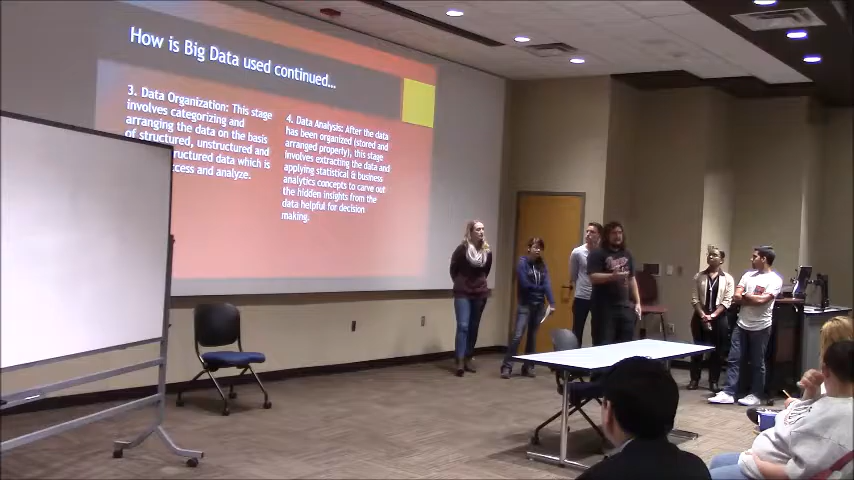 How is Big Data used continued...
3. Data Organization: This stage
involves categorizing and
arranging the data on the basis
of structured, unstructured and
ructured data which is
ccess and analyze.
4. Data Analysis: After the data
has been organized (stored and
arranged properly), this stage
involves extracting the data and
applying statistical & business
analytics concepts to carve out
the hidden insights from the
data helpful for decision
making.